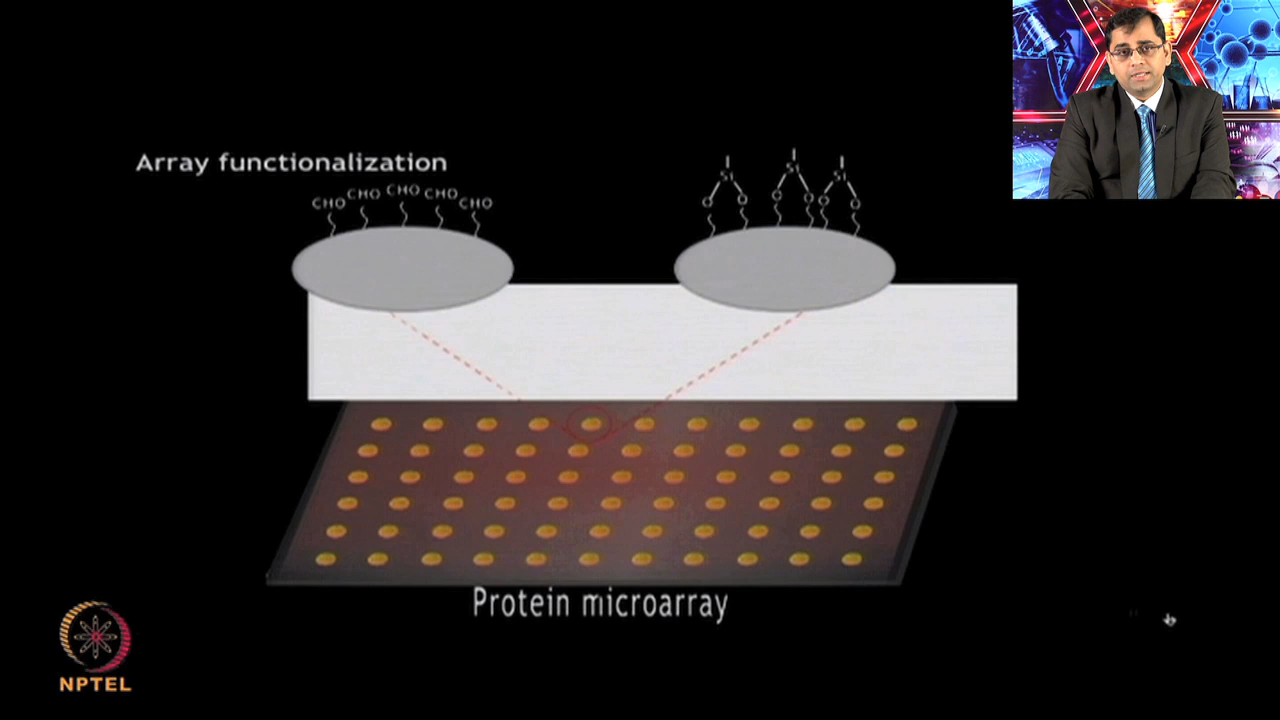 Array functionalization
CHO CHO CHO CHO CHO
Si Si Si
O O O O O O
Protein microarray
NPTEL